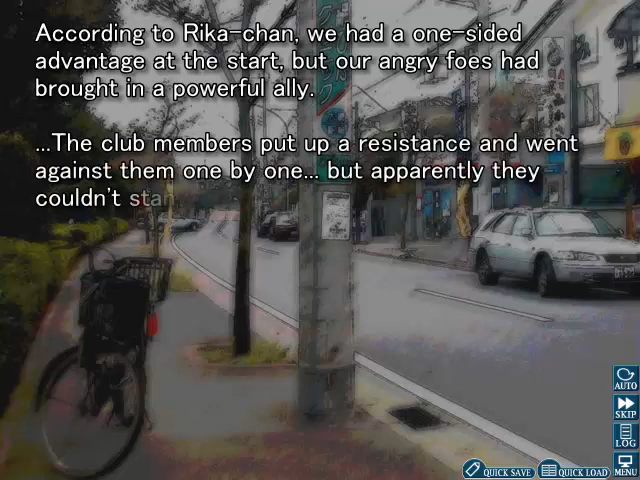 According to Rika-chan, we had a one-sided
advantage at the start, but our angry foes had
brought in a powerful ally.
...The club members put up a resistance and went
against them one by one... but apparently they
couldn't stan
AUTO
SKIP
LOG
MENU
QUICK SAVE
QUICK LOAD